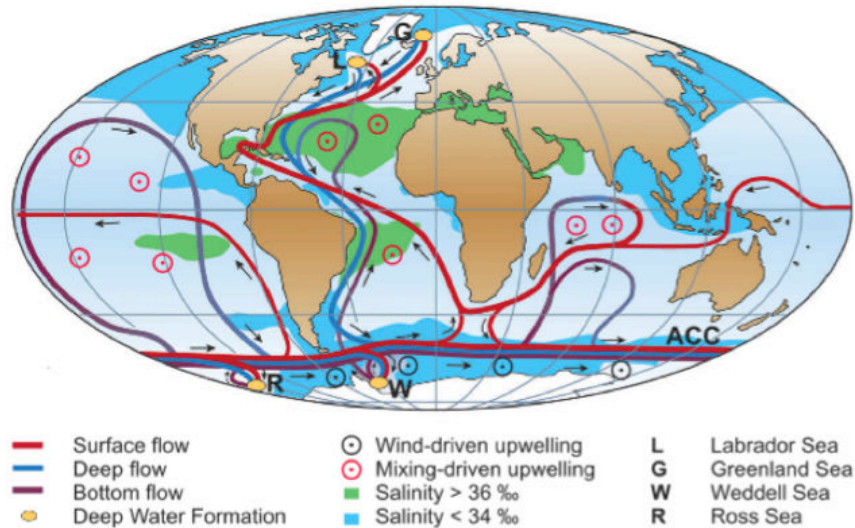 G
L
ACC
R
W
Surface flow
Deep flow
Bottom flow
Deep Water Formation
Wind-driven upwelling
Mixing-driven upwelling
Salinity > 36 ‰
Salinity < 34 ‰
L Labrador Sea
G Greenland Sea
W Weddell Sea
R Ross Sea